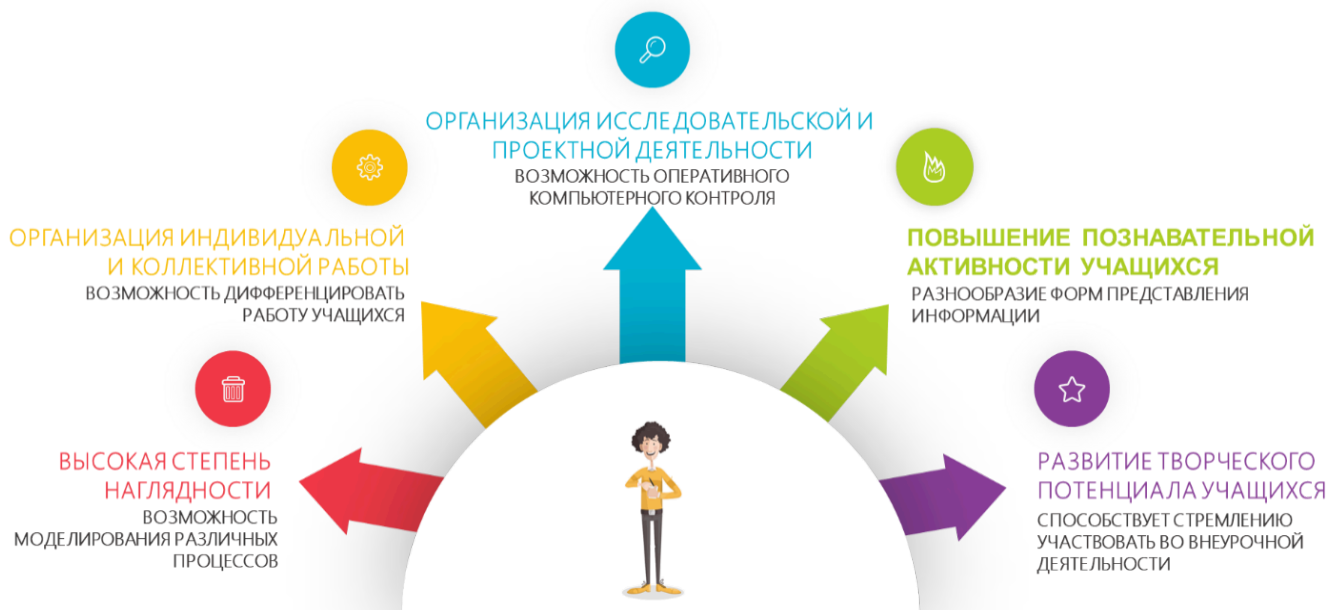 ОРГАНИЗАЦИЯ ИССЛЕДОВАТЕЛЬСКОЙ И
ПРОЕКТНОЙ ДЕЯТЕЛЬНОСТИ
ВОЗМОЖНОСТЬ ОПЕРАТИВНОГО
КОМПЬЮТЕРНОГО КОНТРОЛЯ
ОРГАНИЗАЦИЯ ИНДИВИДУАЛЬНОЙ
И КОЛЛЕКТИВНОЙ РАБОТЫ
ВОЗМОЖНОСТЬ ДИФФЕРЕНЦИРОВАТЬ
РАБОТУ УЧАЩИХСЯ
ПОВЫШЕНИЕ ПОЗНАВАТЕЛЬНОЙ
АКТИВНОСТИ УЧАЩИХСЯ
РАЗНООБРАЗИЕ ФОРМ ПРЕДСТАВЛЕНИЯ
ИНФОРМАЦИИ
ВЫСОКАЯ СТЕПЕНЬ
НАГЛЯДНОСТИ
ВОЗМОЖНОСТЬ
МОДЕЛИРОВАНИЯ РАЗЛИЧНЫХ
ПРОЦЕССОВ
РАЗВИТИЕ ТВОРЧЕСКОГО
ПОТЕНЦИАЛА УЧАЩИХСЯ
СПОСОБСТВУЕТ СТРЕМЛЕНИЮ
УЧАСТВОВАТЬ ВО ВНЕУРОЧНОЙ
ДЕЯТЕЛЬНОСТИ